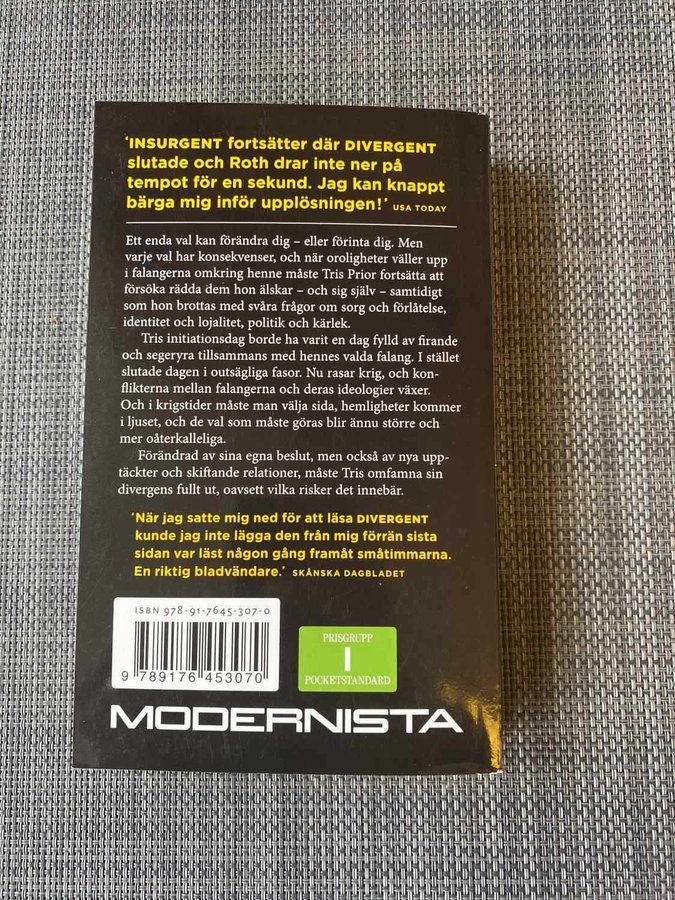 'INSURGENT fortsätter där DIVERGENT
slutade och Roth drar inte ner på
tempot för en sekund. Jag kan knappt
bärga mig inför upplösningen!' USA TODAY
Ett enda val kan förändra dig – eller förinta dig. Men
varje val har konsekvenser, och när oroligheter väller upp
i falangerna omkring henne måste Tris Prior fortsätta att
försöka rädda dem hon älskar – och sig själv – samtidigt
som hon brottas med svåra frågor om sorg och förlåtelse,
identitet och lojalitet, politik och kärlek.
Tris initiationsdag borde ha varit en dag fylld av firande
och segeryra tillsammans med hennes valda falang. I stället
slutade dagen i outsägliga fasor. Nu rasar krig, och kon-
flikterna mellan falangerna och deras ideologier växer.
Och i krigstider måste man välja sida, hemligheter kommer
i ljuset, och de val som måste göras blir ännu större och
mer oåterkalleliga.
Förändrad av sina egna beslut, men också av nya upp-
täckter och skiftande relationer, måste Tris omfamna sin
divergens fullt ut, oavsett vilka risker det innebär.
'När jag satte mig ned för att läsa DIVERGENT
kunde jag inte lägga den från mig förrän sista
sidan var läst någon gång framåt småtimmarna.
En riktig bladvändare.' SKÅNSKA DAGBLADET
ISBN 978-91-7645-307-0
9 789176 453070
PRISGRUPP
1
POCKETSTANDARD
MODERNISTA